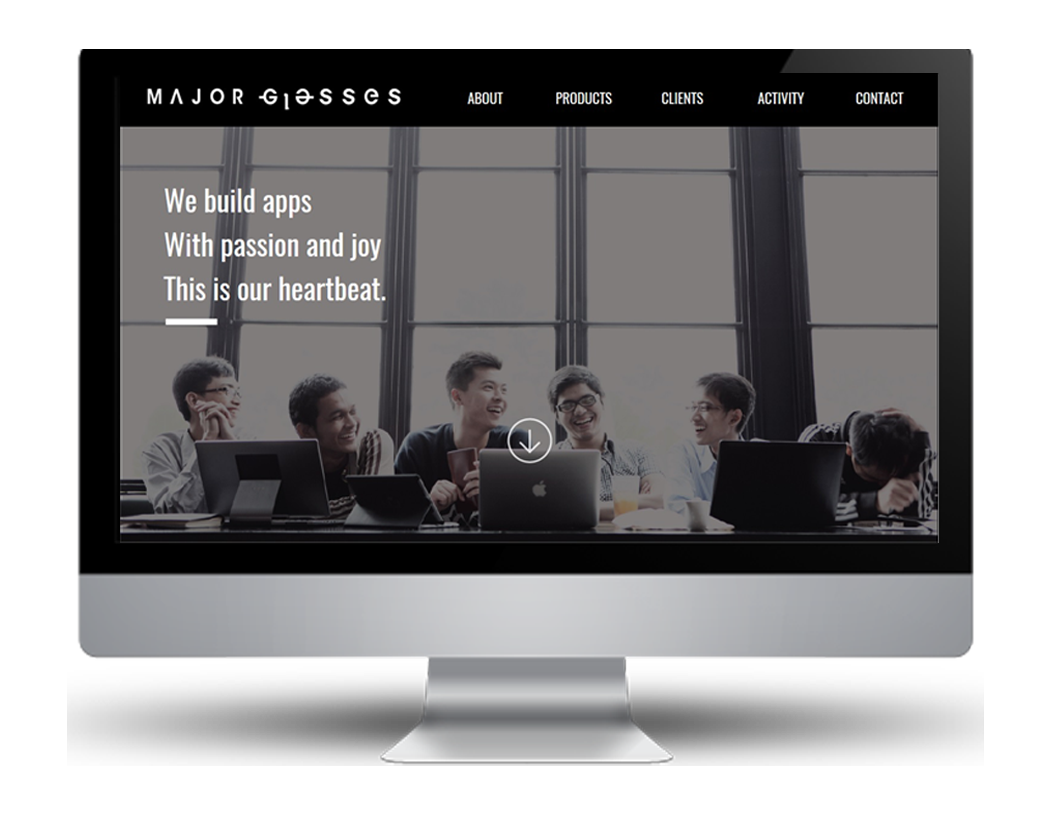 MAJOR GlasseS
ABOUT PRODUCTS CLIENTS ACTIVITY CONTACT
We build apps
With passion and joy
This is our heartbeat.